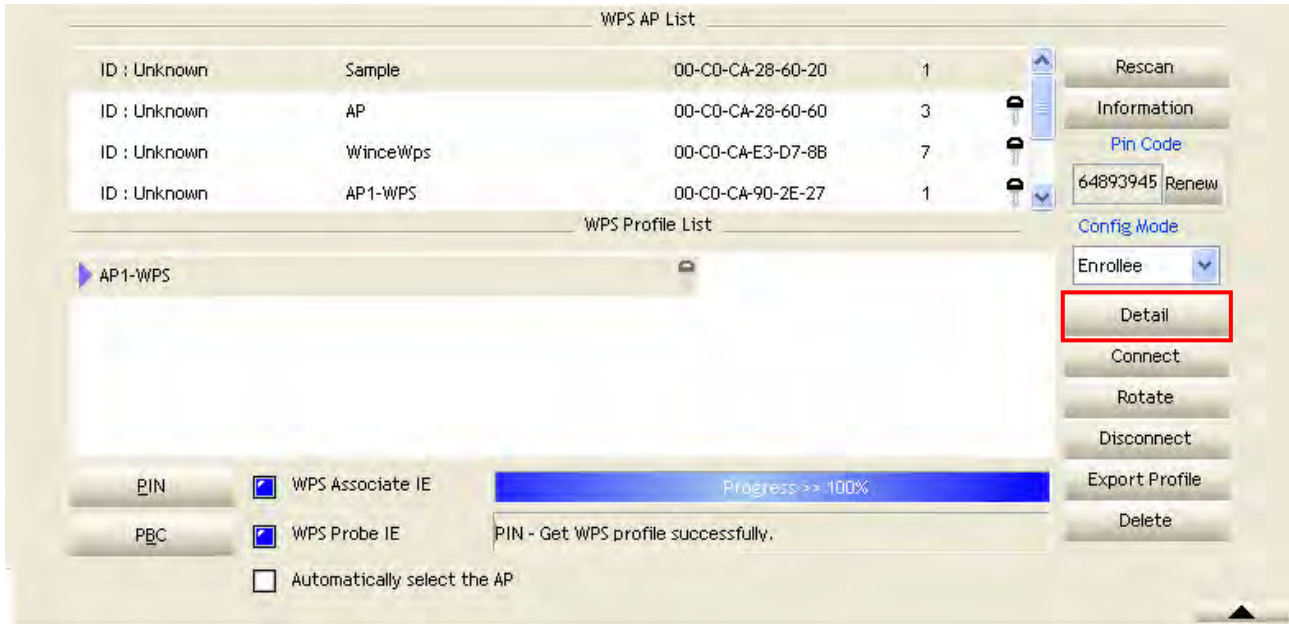 WPS AP List
ID : Unknown Sample 00-C0-CA-28-60-20 1
ID : Unknown AP 00-C0-CA-28-60-60 3
ID : Unknown WinceWps 00-C0-CA-E3-D7-8B 7
ID : Unknown AP1-WPS 00-C0-CA-90-2E-27 1
Rescan
Information
Pin Code
64893945 Renew
WPS Profile List
AP1-WPS
Config Mode
Enrollee
Detail
Connect
Rotate
Disconnect
Export Profile
Delete
PIN
WPS Associate IE
Progress >> 100%
PBC
WPS Probe IE
PIN - Get WPS profile successfully.
Automatically select the AP